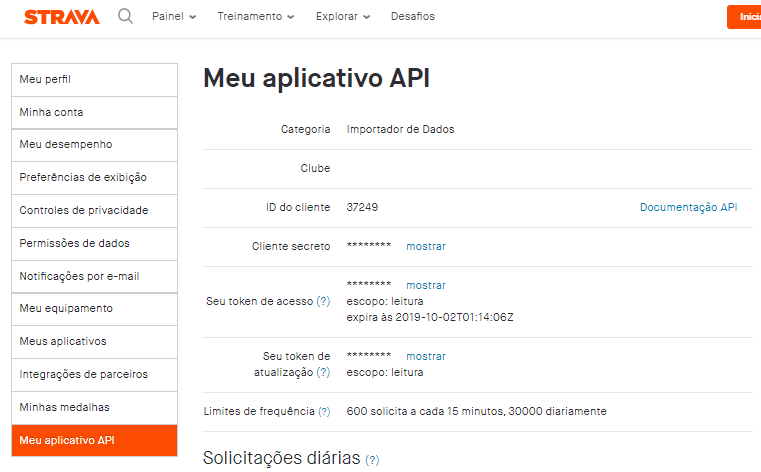 STRAVA Painel Treinamento Explorar Desafios
Meu perfil
Minha conta
Meu desempenho
Preferências de exibição
Controles de privacidade
Permissões de dados
Notificações por e-mail
Meu equipamento
Meus aplicativos
Integrações de parceiros
Minhas medalhas
Meu aplicativo API
Meu aplicativo API
Categoria Importador de Dados
Clube
ID do cliente 37249 Documentação API
Cliente secreto ******** mostrar
******** mostrar
Seu token de acesso (?) escopo: leitura
expira às 2019-10-02T01:14:06Z
Seu token de ******** mostrar
atualização (?) escopo: leitura
Limites de frequência (?) 600 solicita a cada 15 minutos, 30000 diariamente
Solicitações diárias (?)